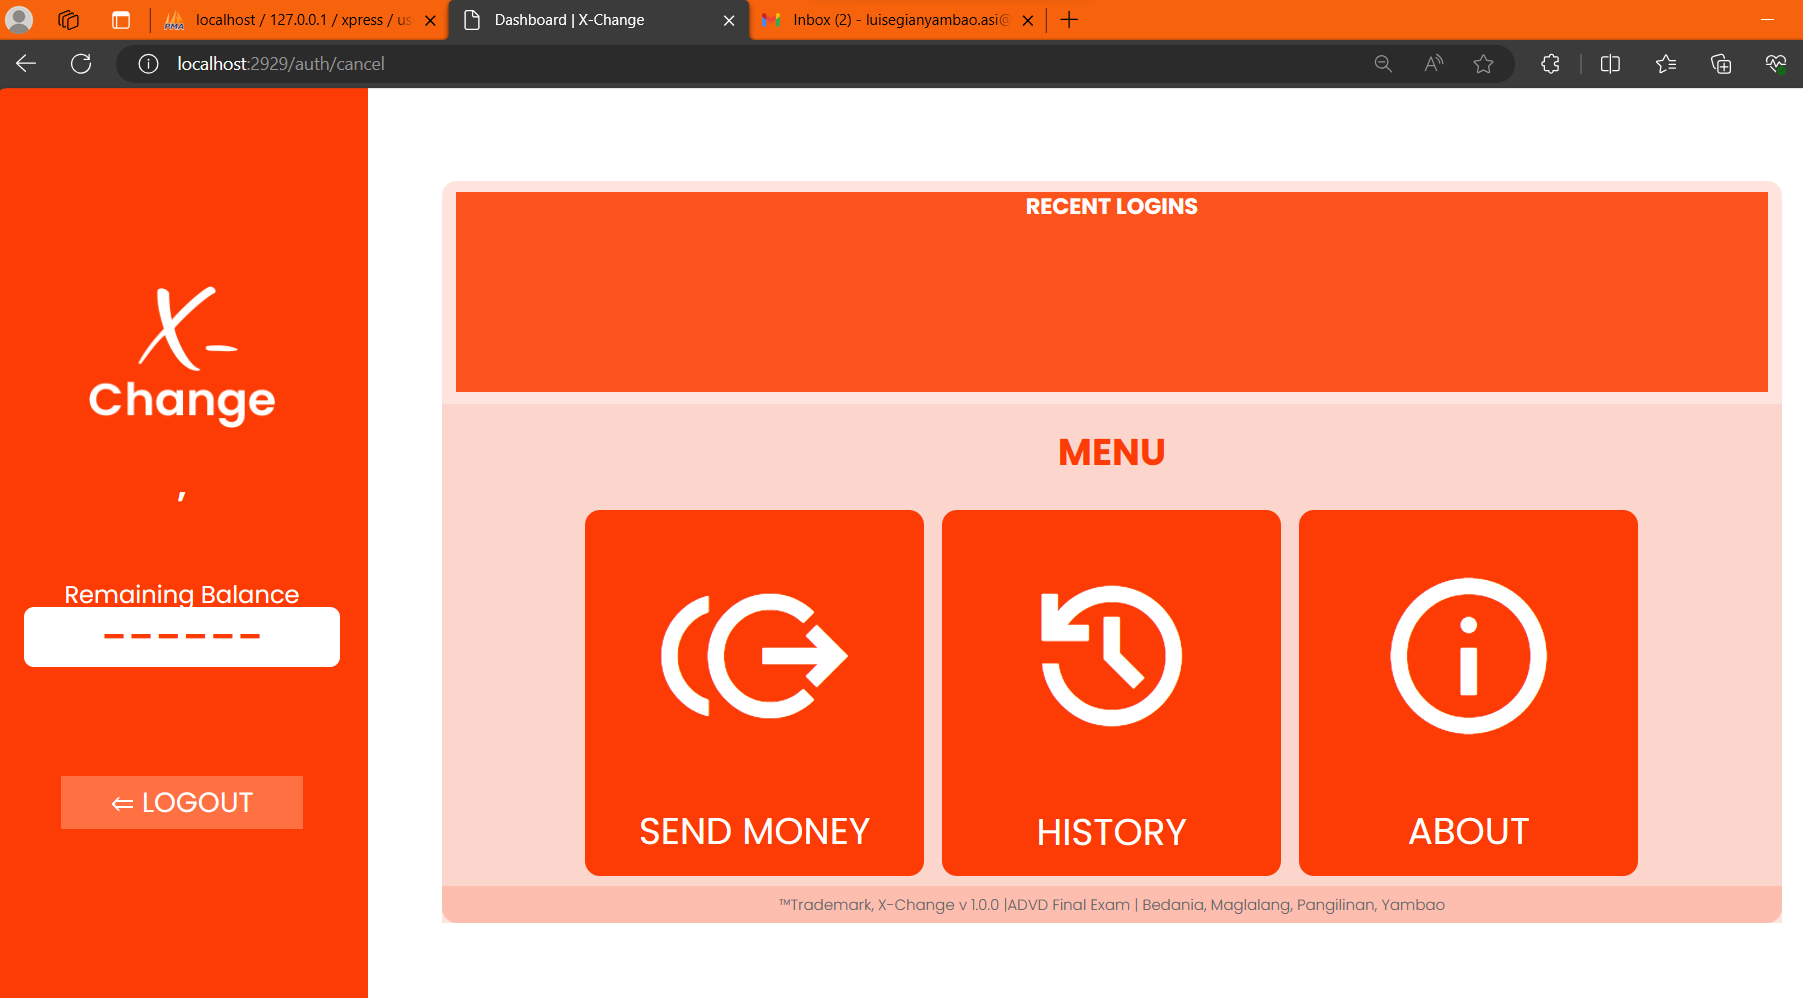 localhost / 127.0.0.1 / xpress / us
Dashboard | X-Change
Inbox (2) - luisegianyambao.asi@
localhost:2929/auth/cancel
X-
Change
,
Remaining Balance
------
⇐ LOGOUT
RECENT LOGINS
MENU
SEND MONEY
HISTORY
ABOUT
™Trademark, X-Change v 1.0.0 |ADVD Final Exam | Bedania, Maglalang, Pangilinan, Yambao